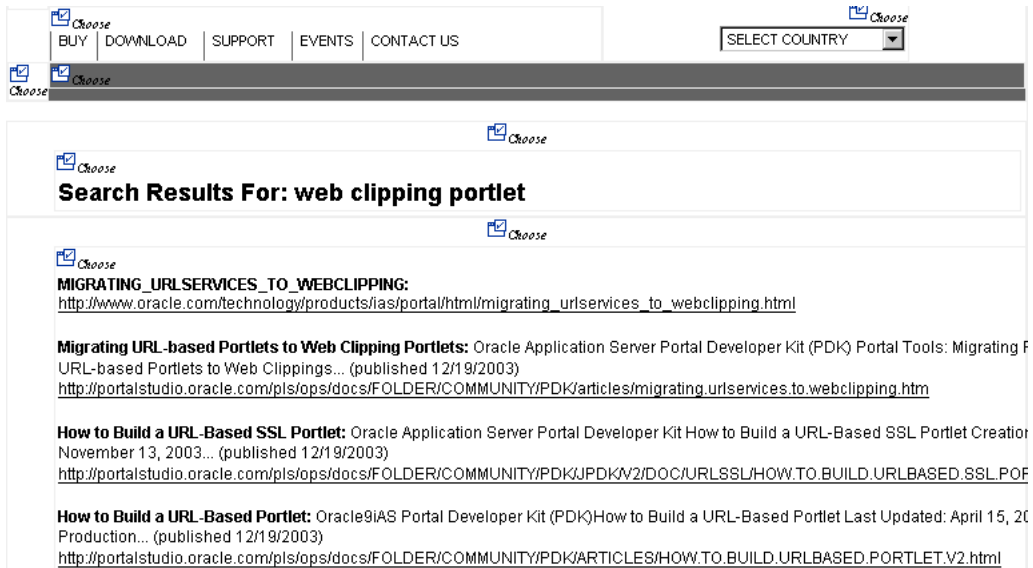 Choose Choose
BUY DOWNLOAD SUPPORT EVENTS CONTACT US SELECT COUNTRY
Choose Choose
Choose
Choose
Search Results For: web clipping portlet
Choose
Choose
MIGRATING_URLSERVICES_TO_WEBCLIPPING:
http://www.oracle.com/technology/products/ias/portal/html/migrating_urlservices_to_webclipping.html
Migrating URL-based Portlets to Web Clipping Portlets: Oracle Application Server Portal Developer Kit (PDK) Portal Tools: Migrating
URL-based Portlets to Web Clippings... (published 12/19/2003)
http://portalstudio.oracle.com/pls/ops/docs/FOLDER/COMMUNITY/PDK/articles/migrating.urlservices.to.webclipping.htm
How to Build a URL-Based SSL Portlet: Oracle Application Server Portal Developer Kit How to Build a URL-Based SSL Portlet Creation
November 13, 2003... (published 12/19/2003)
http://portalstudio.oracle.com/pls/ops/docs/FOLDER/COMMUNITY/PDK/JPDK/V2/DOC/URLSSL/HOW.TO.BUILD.URLBASED.SSL.POR
How to Build a URL-Based Portlet: Oracle9iAS Portal Developer Kit (PDK)How to Build a URL-Based Portlet Last Updated: April 15, 20
Production... (published 12/19/2003)
http://portalstudio.oracle.com/pls/ops/docs/FOLDER/COMMUNITY/PDK/ARTICLES/HOW.TO.BUILD.URLBASED.PORTLET.V2.html